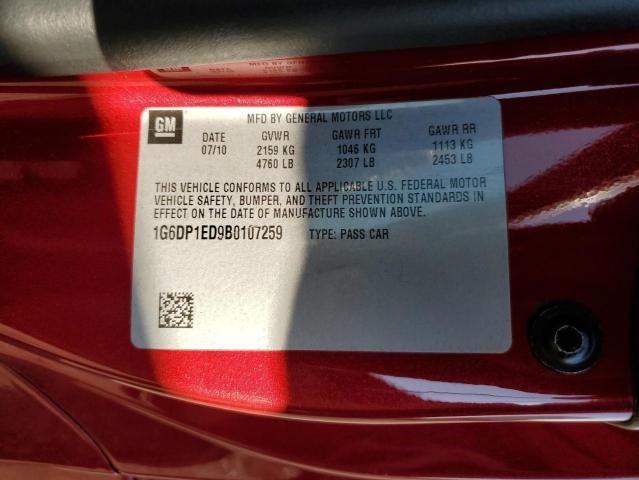 GM
MFD BY GENERAL MOTORS LLC
DATE GVWR GAWR FRT GAWR RR
07/10 2159 KG 1046 KG 1113 KG
4760 LB 2307 LB 2453 LB
THIS VEHICLE CONFORMS TO ALL APPLICABLE U.S. FEDERAL MOTOR
VEHICLE SAFETY, BUMPER, AND THEFT PREVENTION STANDARDS IN
EFFECT ON THE DATE OF MANUFACTURE SHOWN ABOVE.
1G6DP1ED9B0107259 TYPE: PASS CAR